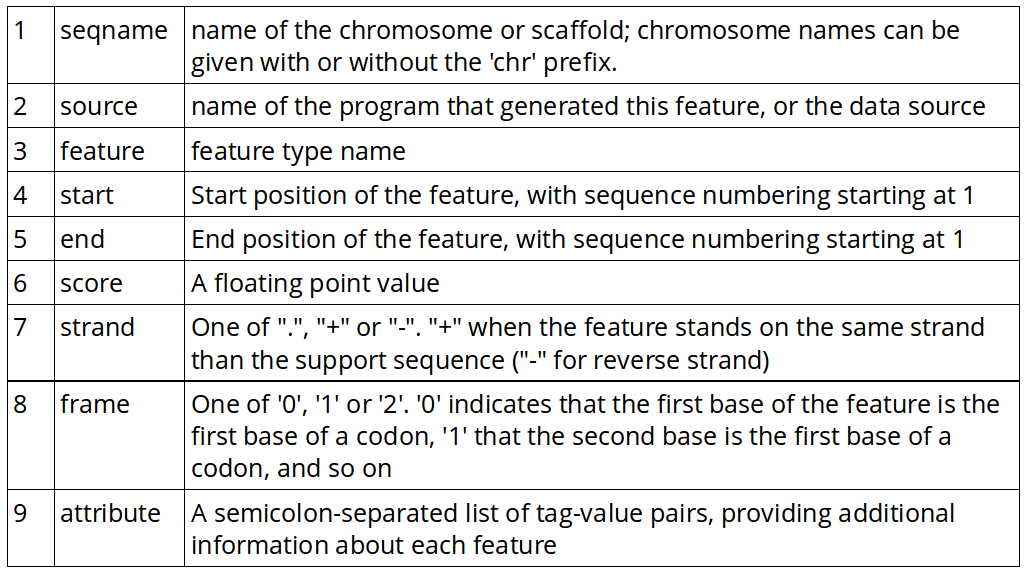 1 seqname name of the chromosome or scaffold; chromosome names can be
given with or without the 'chr' prefix.
2 source name of the program that generated this feature, or the data source
3 feature feature type name
4 start Start position of the feature, with sequence numbering starting at 1
5 end End position of the feature, with sequence numbering starting at 1
6 score A floating point value
7 strand One of ".", "+" or "-". "+" when the feature stands on the same strand
than the support sequence ("-" for reverse strand)
8 frame One of '0', '1' or '2'. '0' indicates that the first base of the feature is the
first base of a codon, '1' that the second base is the first base of a
codon, and so on
9 attribute A semicolon-separated list of tag-value pairs, providing additional
information about each feature